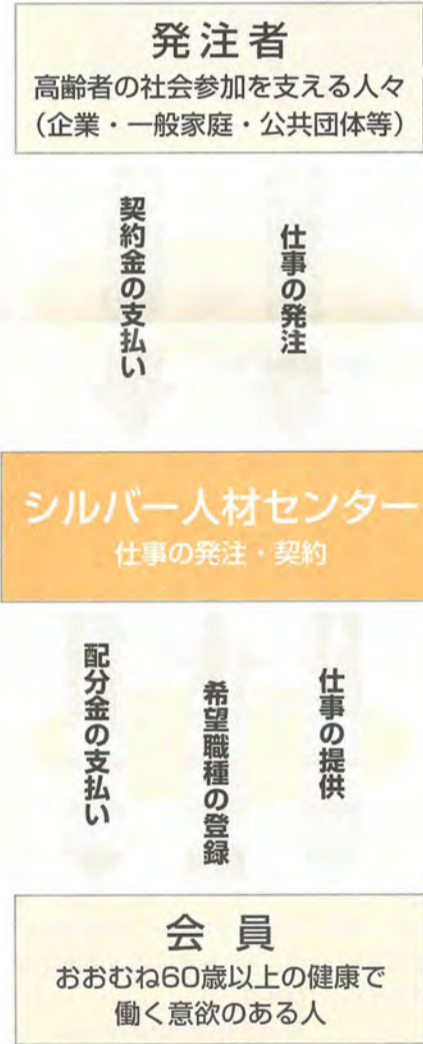 発注者
高齢者の社会参加を支える人々
（企業・一般家庭・公共団体等）
仕事の発注
契約金の支払い
シルバー人材センター
仕事の発注・契約
仕事の提供
希望職種の登録
配分金の支払い
会員
おおむね60歳以上の健康で
働く意欲のある人